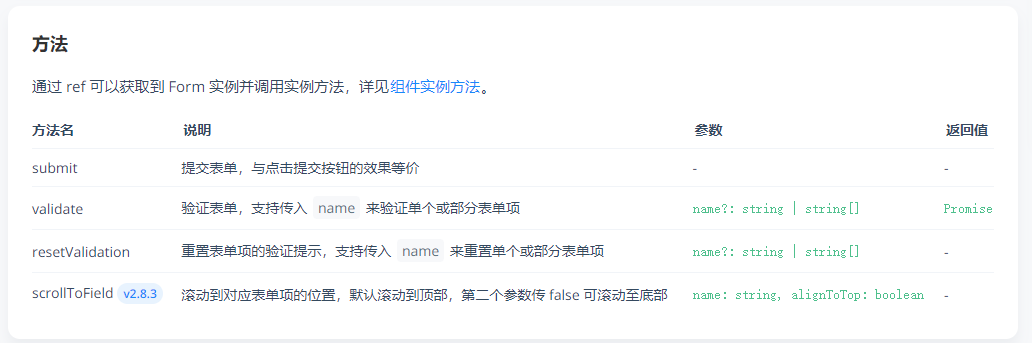 方法
通过 ref 可以获取到 Form 实例并调用实例方法，详见组件实例方法。
方法名 说明 参数 返回值
submit 提交表单，与点击提交按钮的效果等价 - -
validate 验证表单，支持传入 name 来验证单个或部分表单项 name?: string | string[] Promise
resetValidation 重置表单项的验证提示，支持传入 name 来重置单个或部分表单项 name?: string | string[] -
scrollToField v2.8.3 滚动到对应表单项的位置，默认滚动到顶部，第二个参数传 false 可滚动至底部 name: string, alignToTop: boolean -